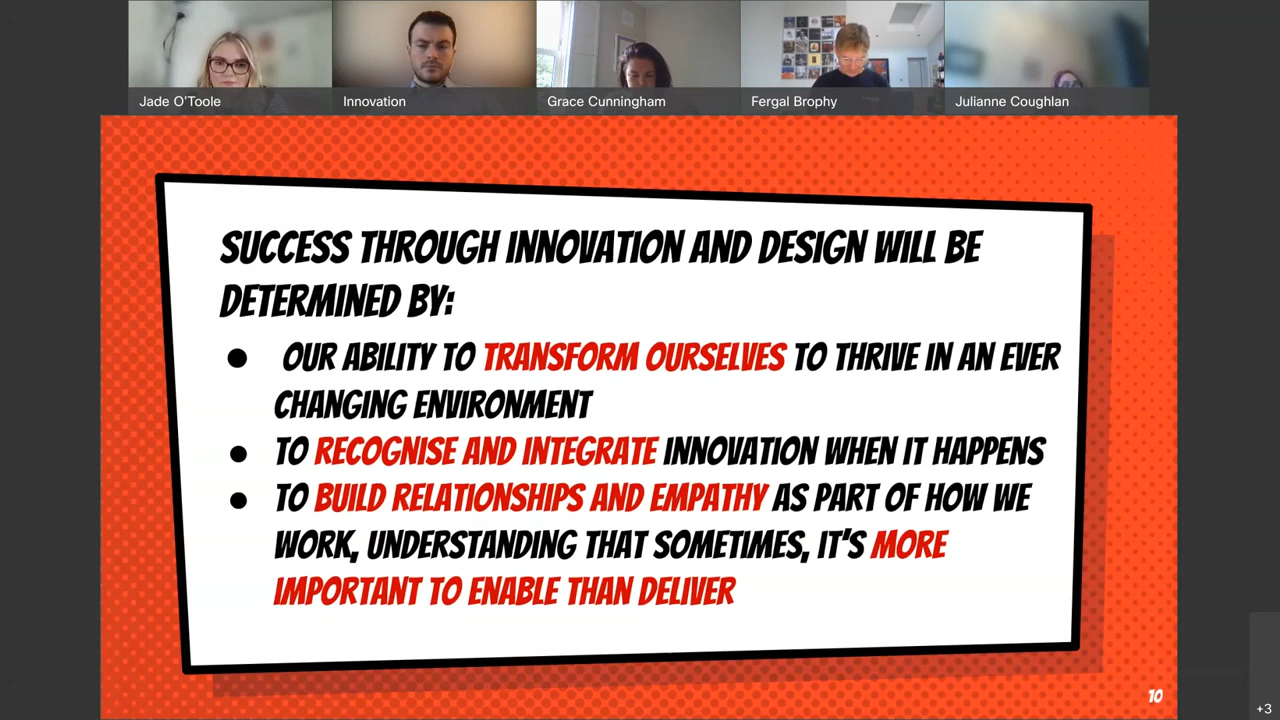 Jade O'Toole
Innovation
Grace Cunningham
Fergal Brophy
Julianne Coughlan
SUCCESS THROUGH INNOVATION AND DESIGN WILL BE
DETERMINED BY:
● OUR ABILITY TO TRANSFORM OURSELVES TO THRIVE IN AN EVER
CHANGING ENVIRONMENT
● TO RECOGNISE AND INTEGRATE INNOVATION WHEN IT HAPPENS
● TO BUILD RELATIONSHIPS AND EMPATHY AS PART OF HOW WE
WORK, UNDERSTANDING THAT SOMETIMES, IT'S MORE
IMPORTANT TO ENABLE THAN DELIVER
10
+3